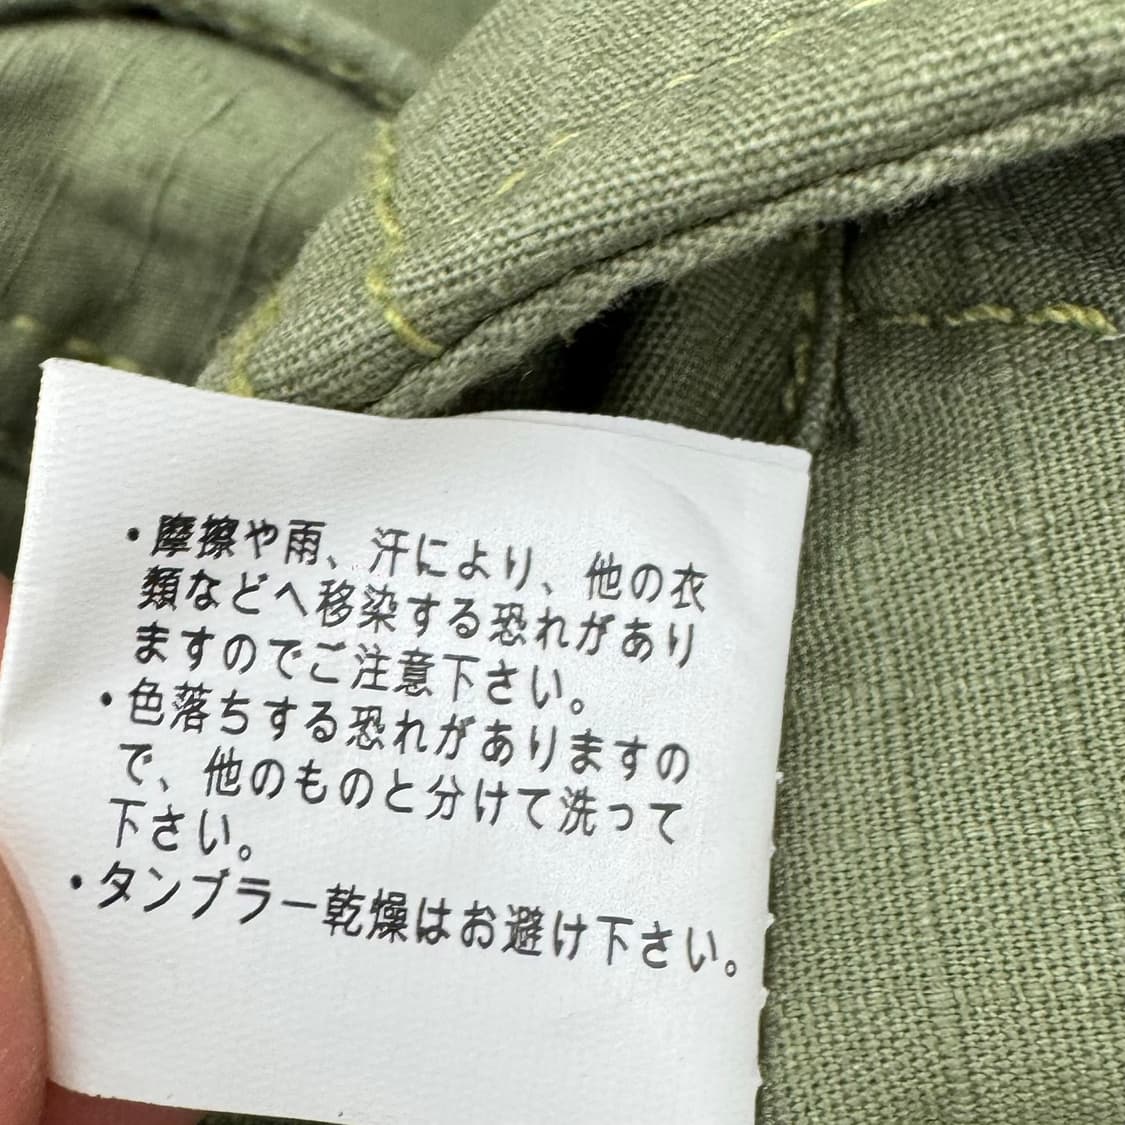 ・摩擦や雨、汗により、他の衣
類などへ移染する恐れがあり
ますのでご注意下さい。
・色落ちする恐れがありますの
で、他のものと分けて洗って
下さい。
・タンブラー乾燥はお避け下さい。